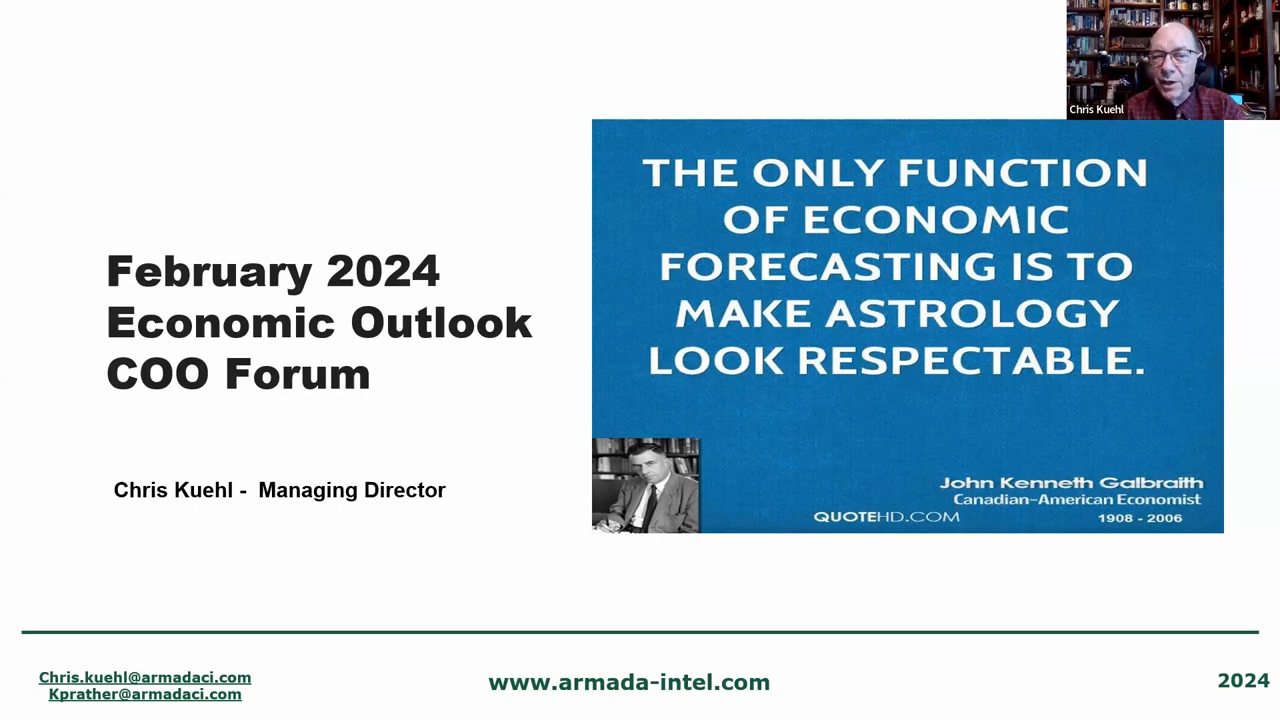 Chris Kuehl
THE ONLY FUNCTION
OF ECONOMIC
FORECASTING IS TO
MAKE ASTROLOGY
LOOK RESPECTABLE.
February 2024
Economic Outlook
COO Forum
Chris Kuehl - Managing Director
John Kenneth Galbraith
Canadian-American Economist
QUOTEHD.COM
1908 - 2006
Chris.kuehl@armadaci.com
Kprather@armadaci.com
www.armada-intel.com
2024